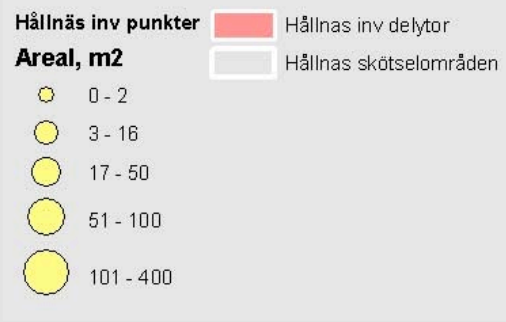 Hållnäs inv punkter
Areal, m2
0 - 2
3 - 16
17 - 50
51 - 100
101 - 400
Hållnas inv delytor
Hållnas skötselområden